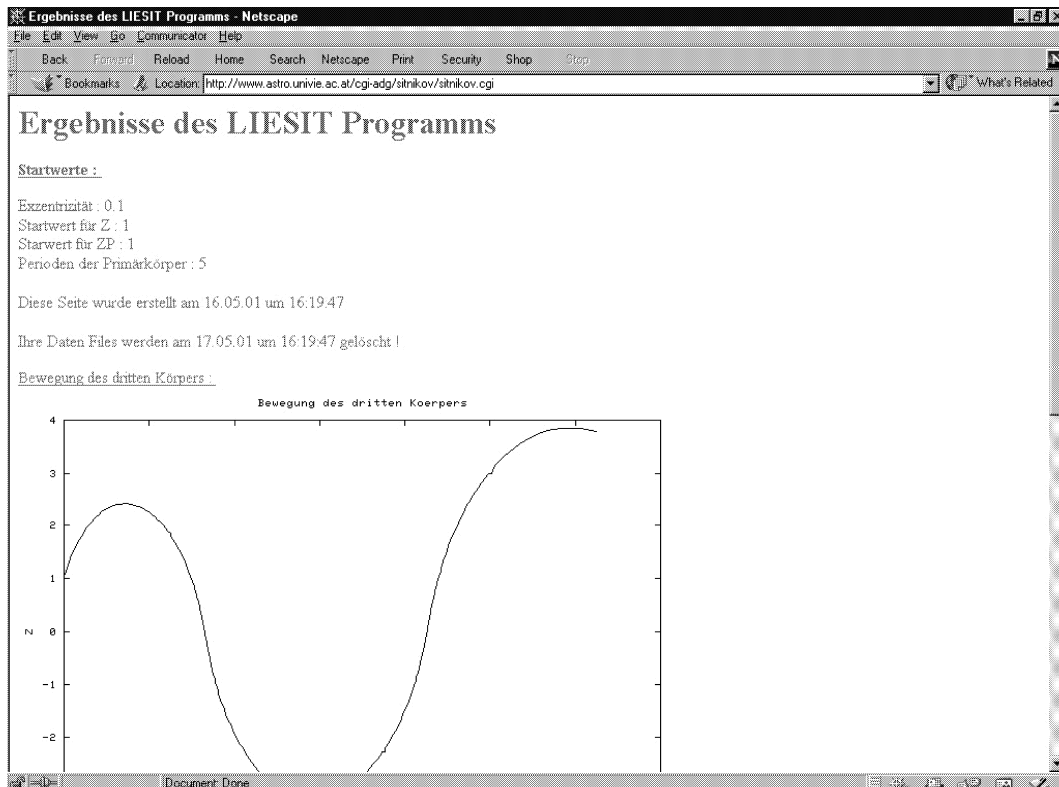 Ergebnisse des LIESIT Programms - Netscape
File Edit View Go Communicator Help
Back Forward Reload Home Search Netscape Print Security Shop Stop
Bookmarks Location: http://www.astro.univie.ac.at/cgi-adg/sitnikov/sitnikov.cgi What's Related
Ergebnisse des LIESIT Programms
Startwerte :
Exzentrizität : 0.1
Startwert für Z : 1
Starwert für ZP : 1
Perioden der Primärkörper : 5
Diese Seite wurde erstellt am 16.05.01 um 16:19:47
Ihre Daten Files werden am 17.05.01 um 16:19:47 gelöscht !
Bewegung des dritten Körpers :
Bewegung des dritten Koerpers
4
3
2
1
Z 0
-1
-2
Document: Done